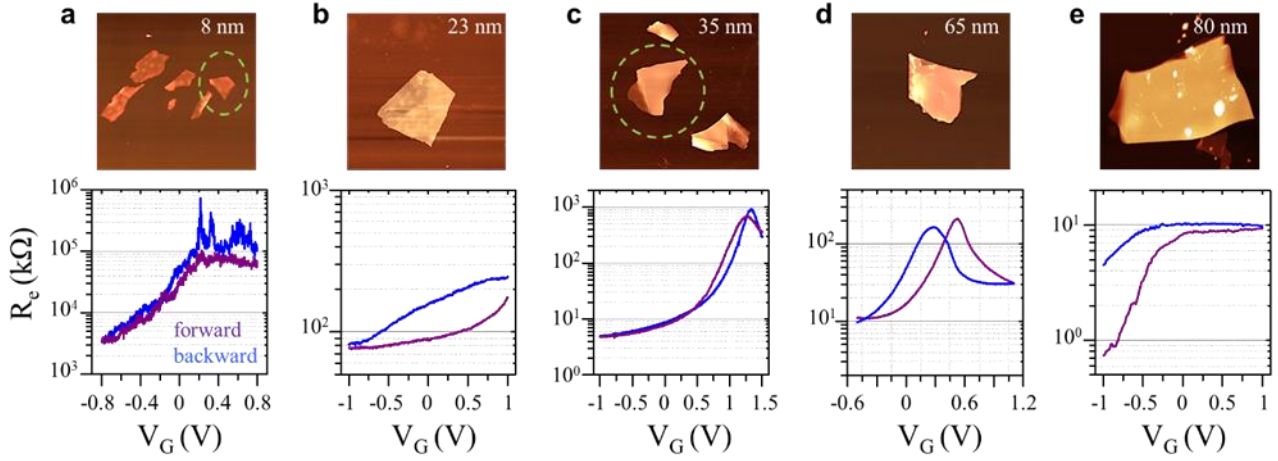 a b c d e
8 nm 23 nm 35 nm 65 nm 80 nm
10^6 10^3 10^3 10^1
10^5 10^2 10^2
10^4 10^2 10^1 10^1 10^0
10^3 10^0
R_e (kΩ)
forward
backward
-0.8 -0.4 0 0.4 0.8 -1 -0.5 0 0.5 1 -1 -0.5 0 0.5 1 1.5 -0.6 0 0.6 1.2 -1 -0.5 0 0.5 1
V_G (V) V_G (V) V_G (V) V_G (V) V_G (V)